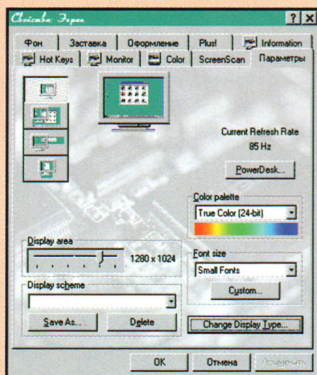 Свойства: Экран
Фон Заставка Оформление Plus! Information
Hot Keys Monitor Color ScreenScan Параметры
Current Refresh Rate
85 Hz
PowerDesk...
Color palette
True Color (24-bit)
Display area
1280 x 1024
Font size
Small Fonts
Custom...
Display scheme
Save As...
Delete
Change Display Type...
OK Отмена Применить